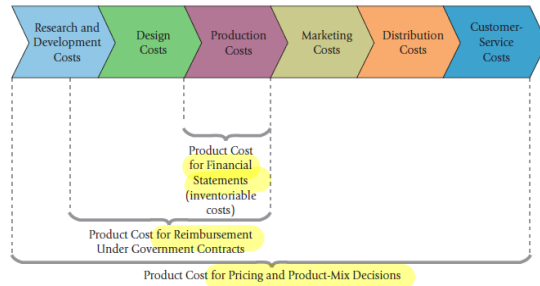 Research and
Development
Costs
Design
Costs
Production
Costs
Marketing
Costs
Distribution
Costs
Customer-
Service
Costs
Product Cost
for Financial
Statements
(inventoriable
costs)
Product Cost for Reimbursement
Under Government Contracts
Product Cost for Pricing and Product-Mix Decisions